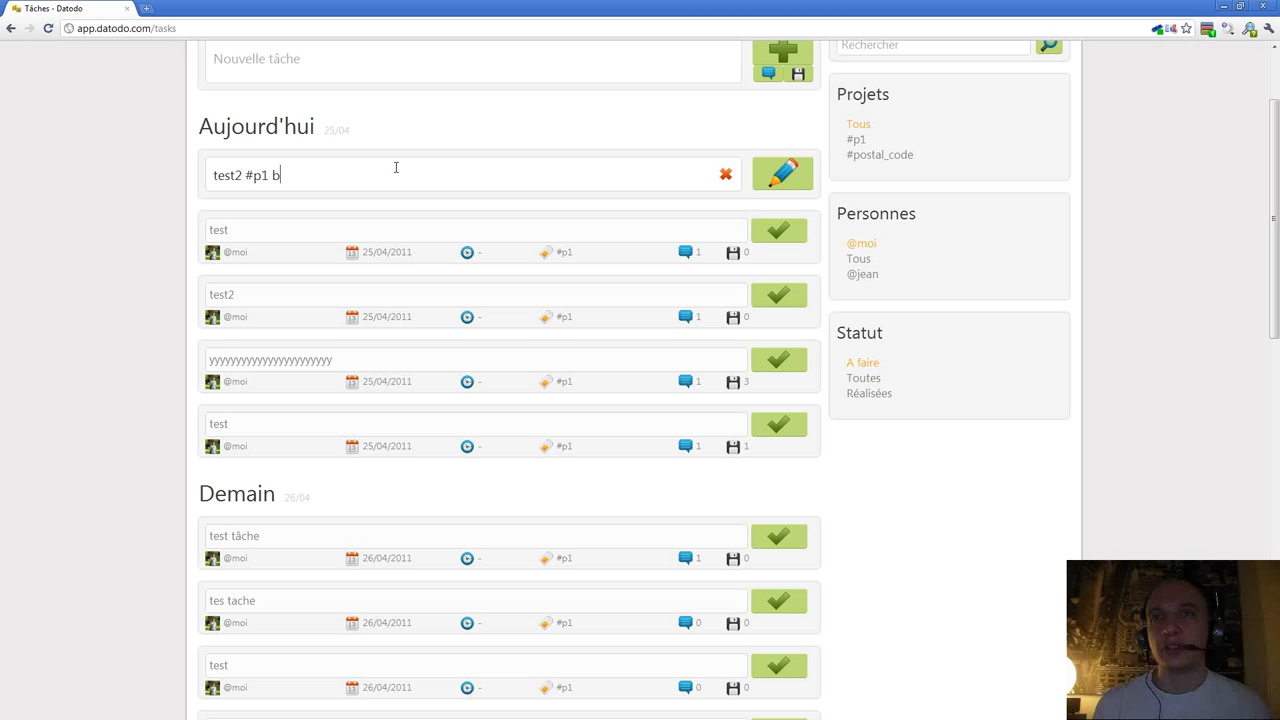 Tâches - Datodo
app.datodo.com/tasks
Nouvelle tâche
Rechercher
Aujourd'hui 25/04
test2 #p1 b
test
@moi 25/04/2011 - #p1 1 0
test2
@moi 25/04/2011 - #p1 1 0
@moi 25/04/2011 - #p1 1 3
test
@moi 25/04/2011 - #p1 1 1
Demain 26/04
test tâche
@moi 26/04/2011 - #p1 1 0
tes tache
@moi 26/04/2011 - #p1 0 0
test
@moi 26/04/2011 - #p1 0 0
Projets
Tous
#p1
#postal_code
Personnes
@moi
Tous
@jean
Statut
A faire
Toutes
Réalisées